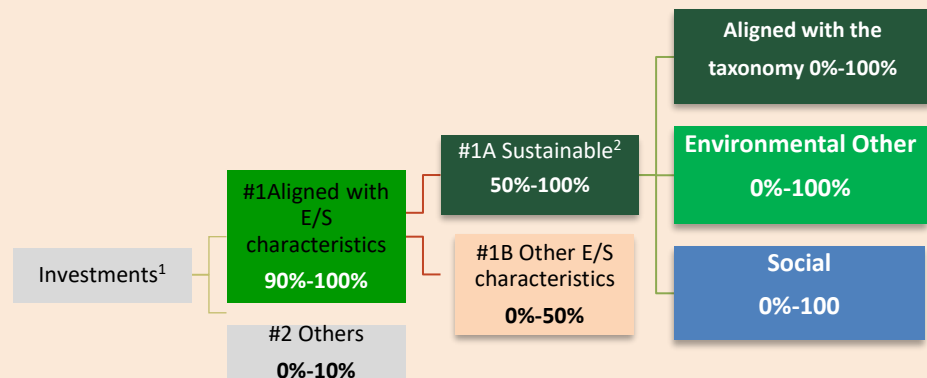 Investments1
#1Aligned with
E/S
characteristics
90%-100%
#2 Others
0%-10%
#1A Sustainable2
50%-100%
#1B Other E/S
characteristics
0%-50%
Aligned with the
taxonomy 0%-100%
Environmental Other
0%-100%
Social
0%-100